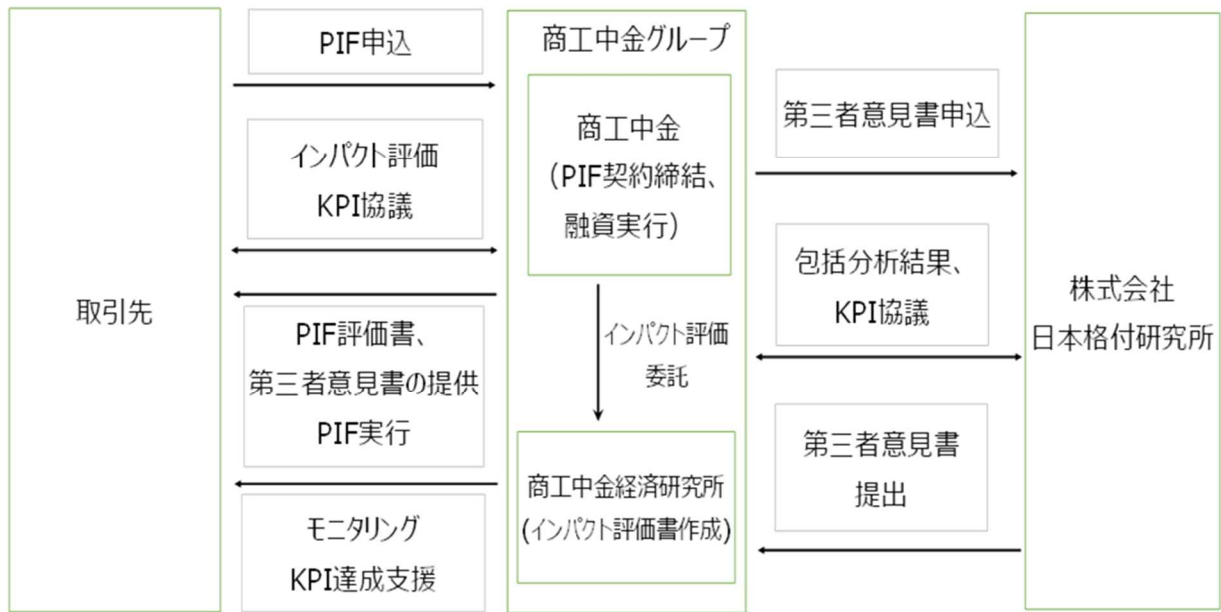 取引先
PIF申込
インパクト評価
KPI協議
PIF評価書、
第三者意見書の提供
PIF実行
モニタリング
KPI達成支援
商工中金グループ
商工中金
(PIF契約締結、
融資実行)
インパクト評価
委託
商工中金経済研究所
(インパクト評価書作成)
第三者意見書申込
包括分析結果、
KPI協議
第三者意見書
提出
株式会社
日本格付研究所